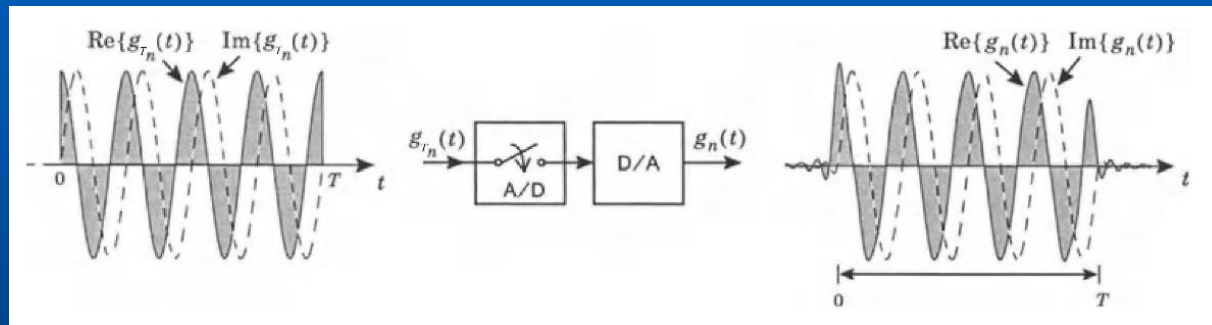 Re{g_{T_n}(t)} Im{g_{T_n}(t)}
0 T t
g_{T_n}(t) A/D D/A g_n(t)
Re{g_n(t)} Im{g_n(t)}
t
0 T